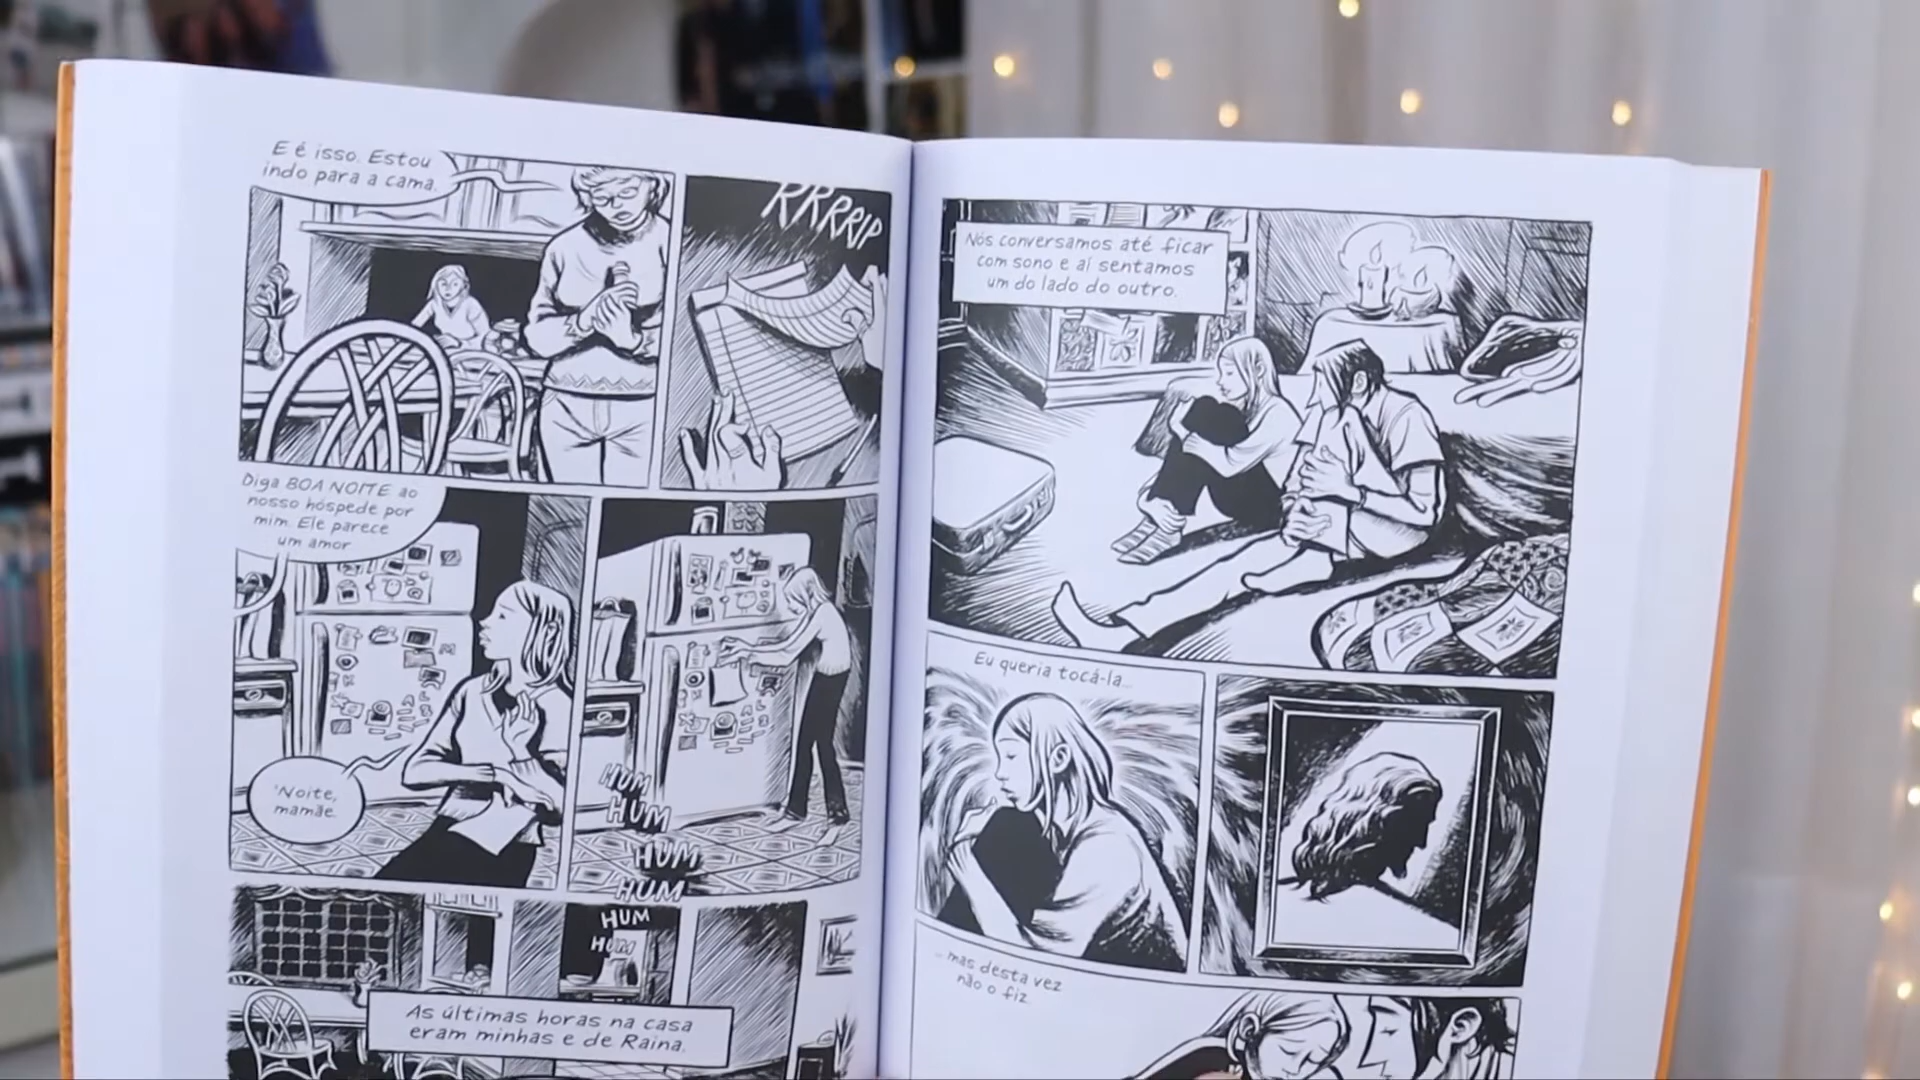 E é isso. Estou
indo para a cama.
RRRRIP
Diga BOA NOITE ao
nosso hóspede por
mim. Ele parece
um amor
'Noite,
mamãe.
HUM
HUM
HUM
HUM
HUM
HUM
As últimas horas na casa
eram minhas e de Raina.
Nós conversamos até ficar
com sono e aí sentamos
um do lado do outro.
Eu queria tocá-la...
... mas desta vez
não o fiz